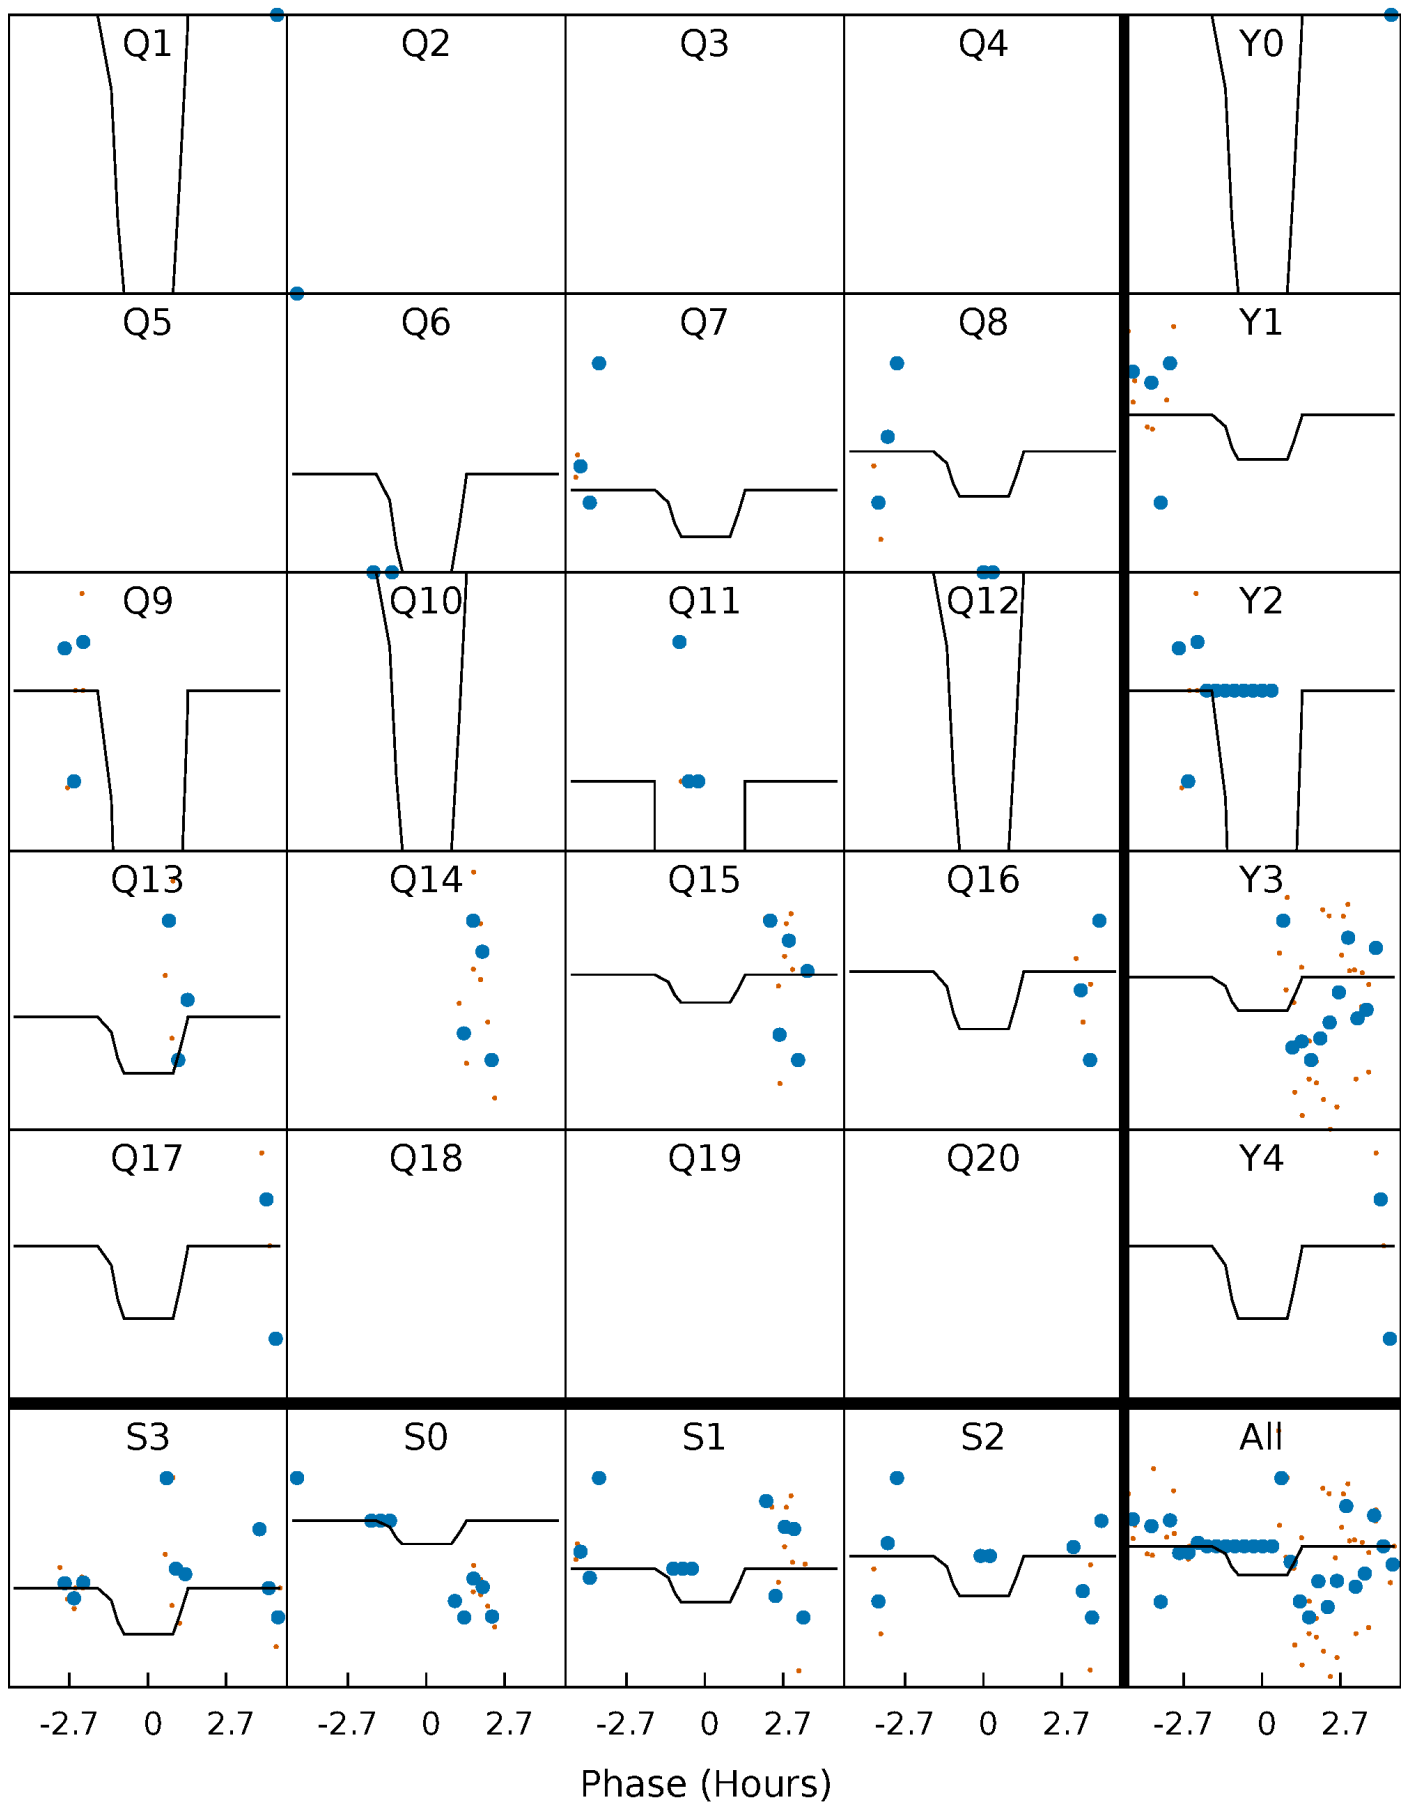 Q1 Q2 Q3 Q4 Y0
Q5 Q6 Q7 Q8 Y1
Q9 Q10 Q11 Q12 Y2
Q13 Q14 Q15 Q16 Y3
Q17 Q18 Q19 Q20 Y4
S3 S0 S1 S2 All
-2.7 0 2.7 -2.7 0 2.7 -2.7 0 2.7 -2.7 0 2.7 -2.7 0 2.7
Phase (Hours)